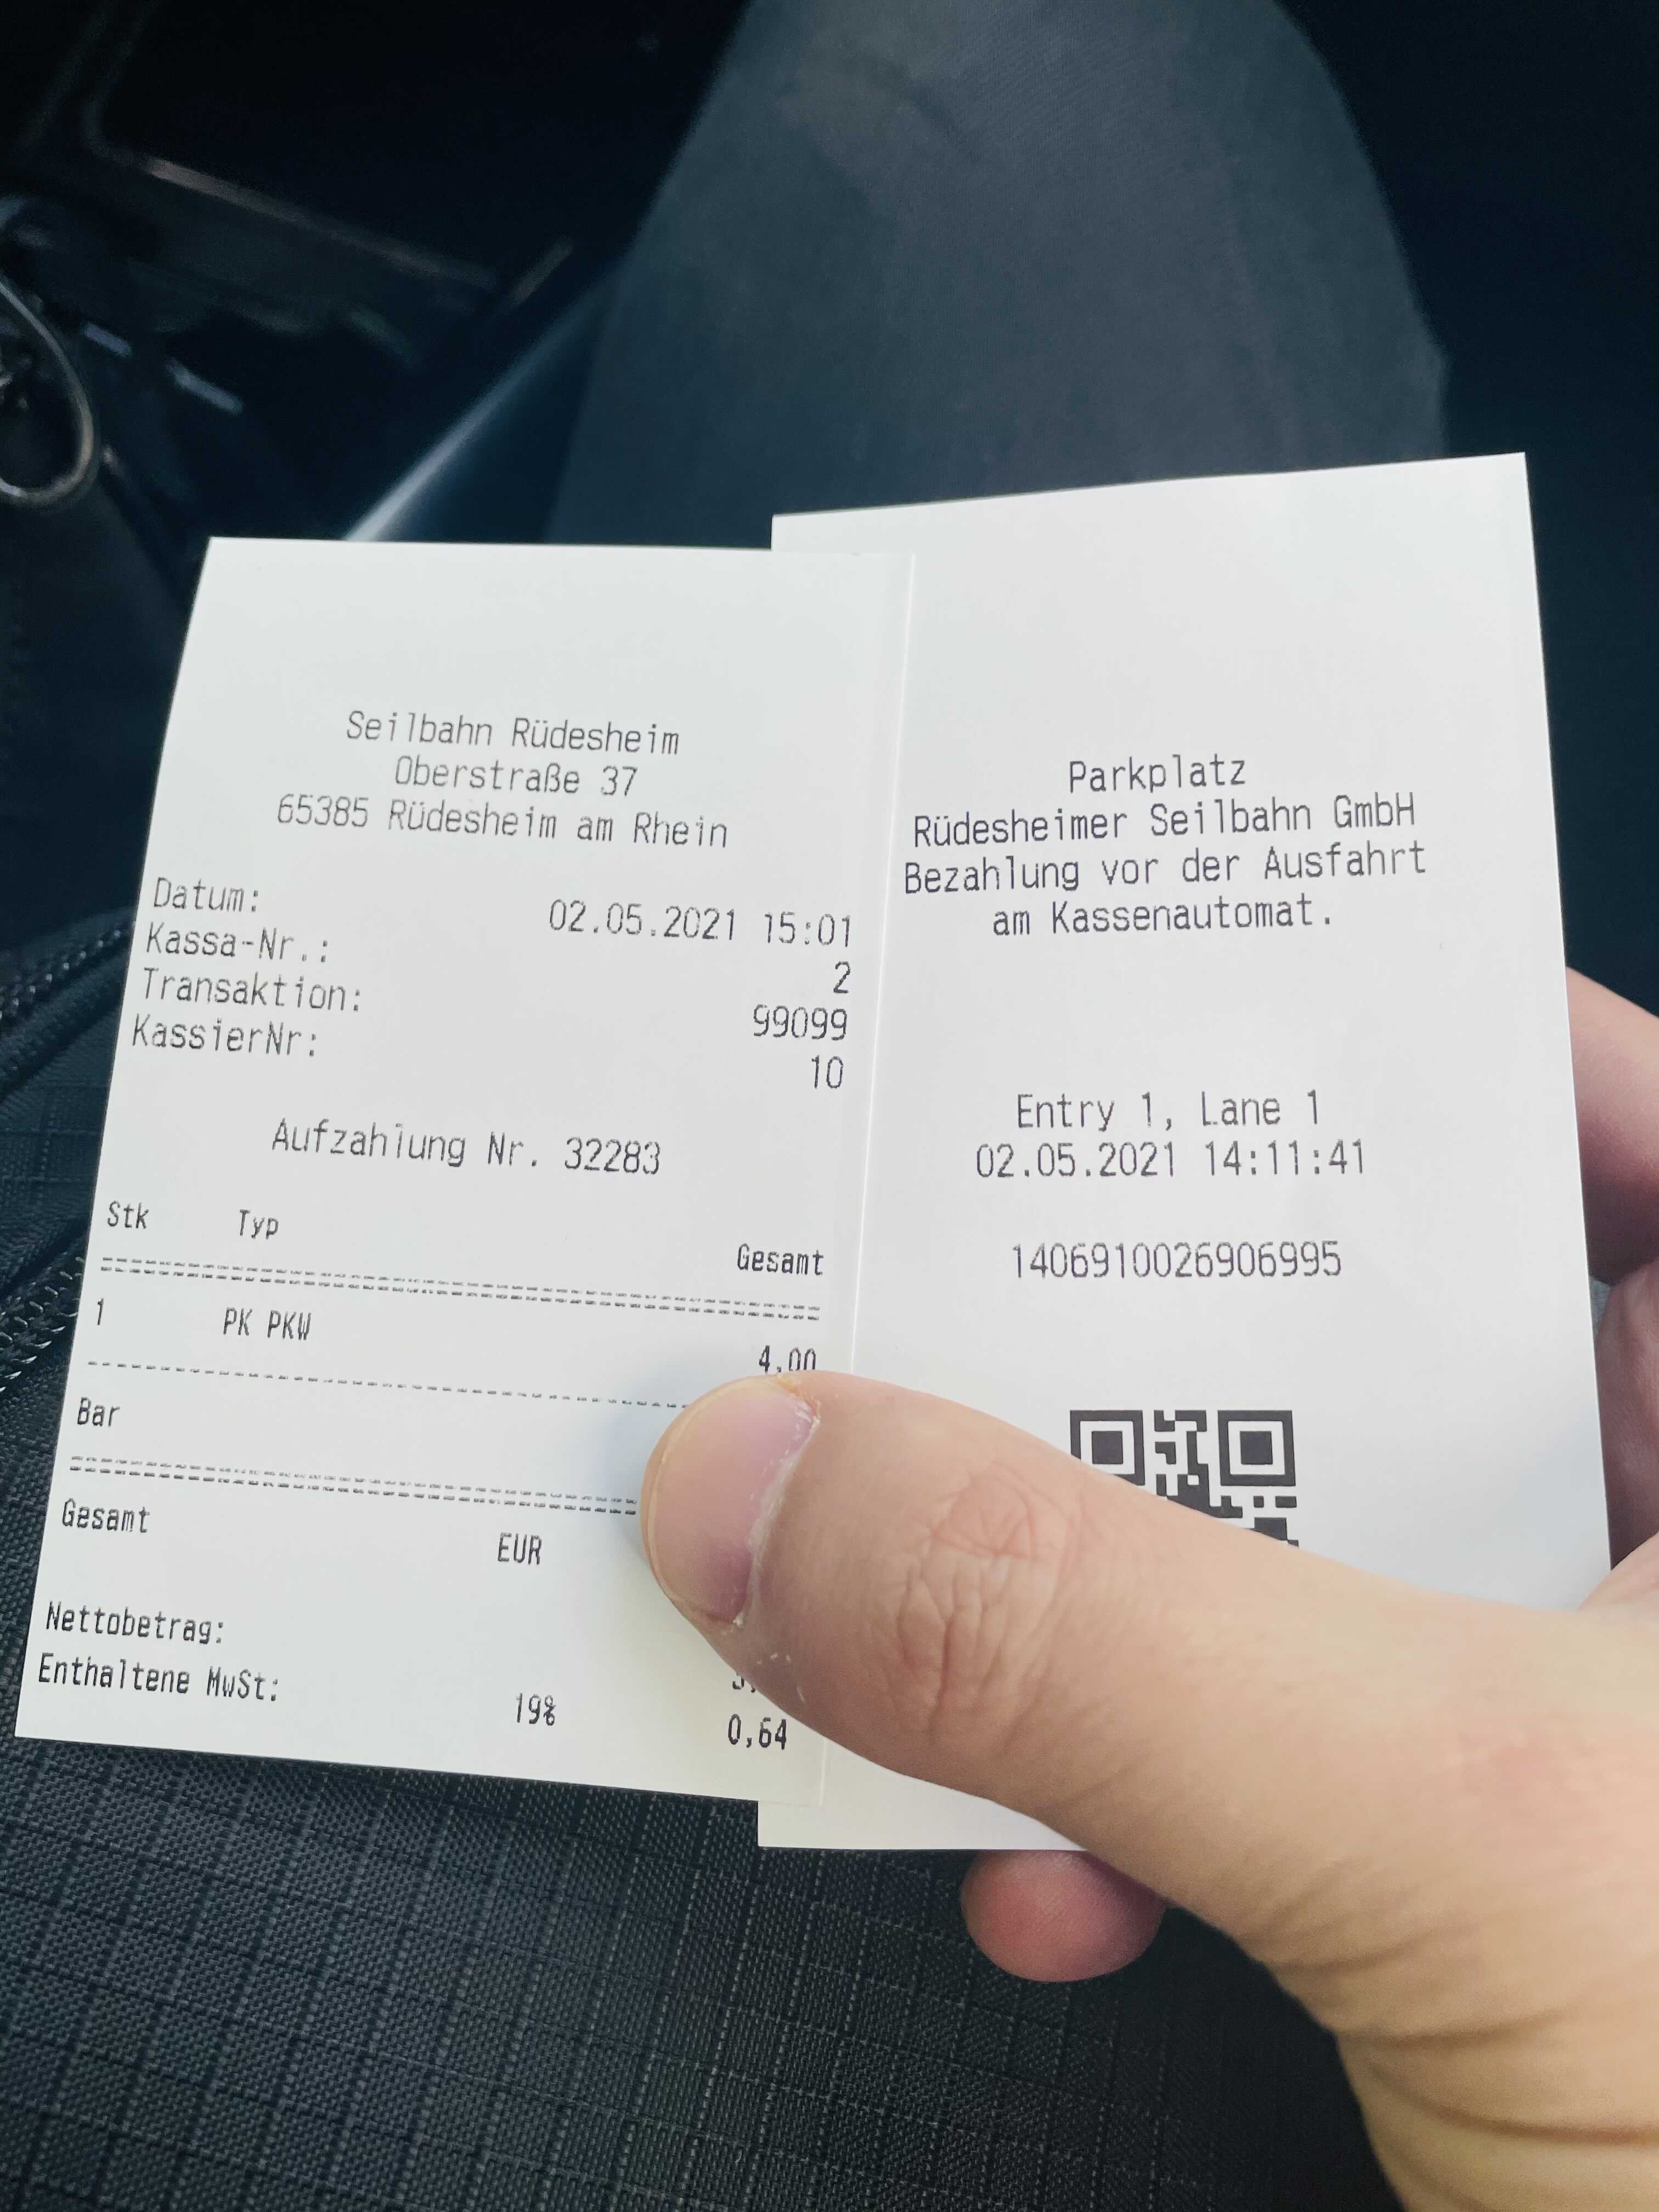 Seilbahn Rüdesheim
Oberstraße 37
65385 Rüdesheim am Rhein
Datum: 02.05.2021 15:01
Kassa-Nr.: 2
Transaktion: 99099
KassierNr: 10
Aufzahlung Nr. 32283
Stk Typ Gesamt
1 PK PKW 4,00
Bar
Gesamt EUR
Nettobetrag:
Enthaltene MwSt: 19% 0,64
Parkplatz
Rüdesheimer Seilbahn GmbH
Bezahlung vor der Ausfahrt
am Kassenautomat.
Entry 1, Lane 1
02.05.2021 14:11:41
1406910026906995